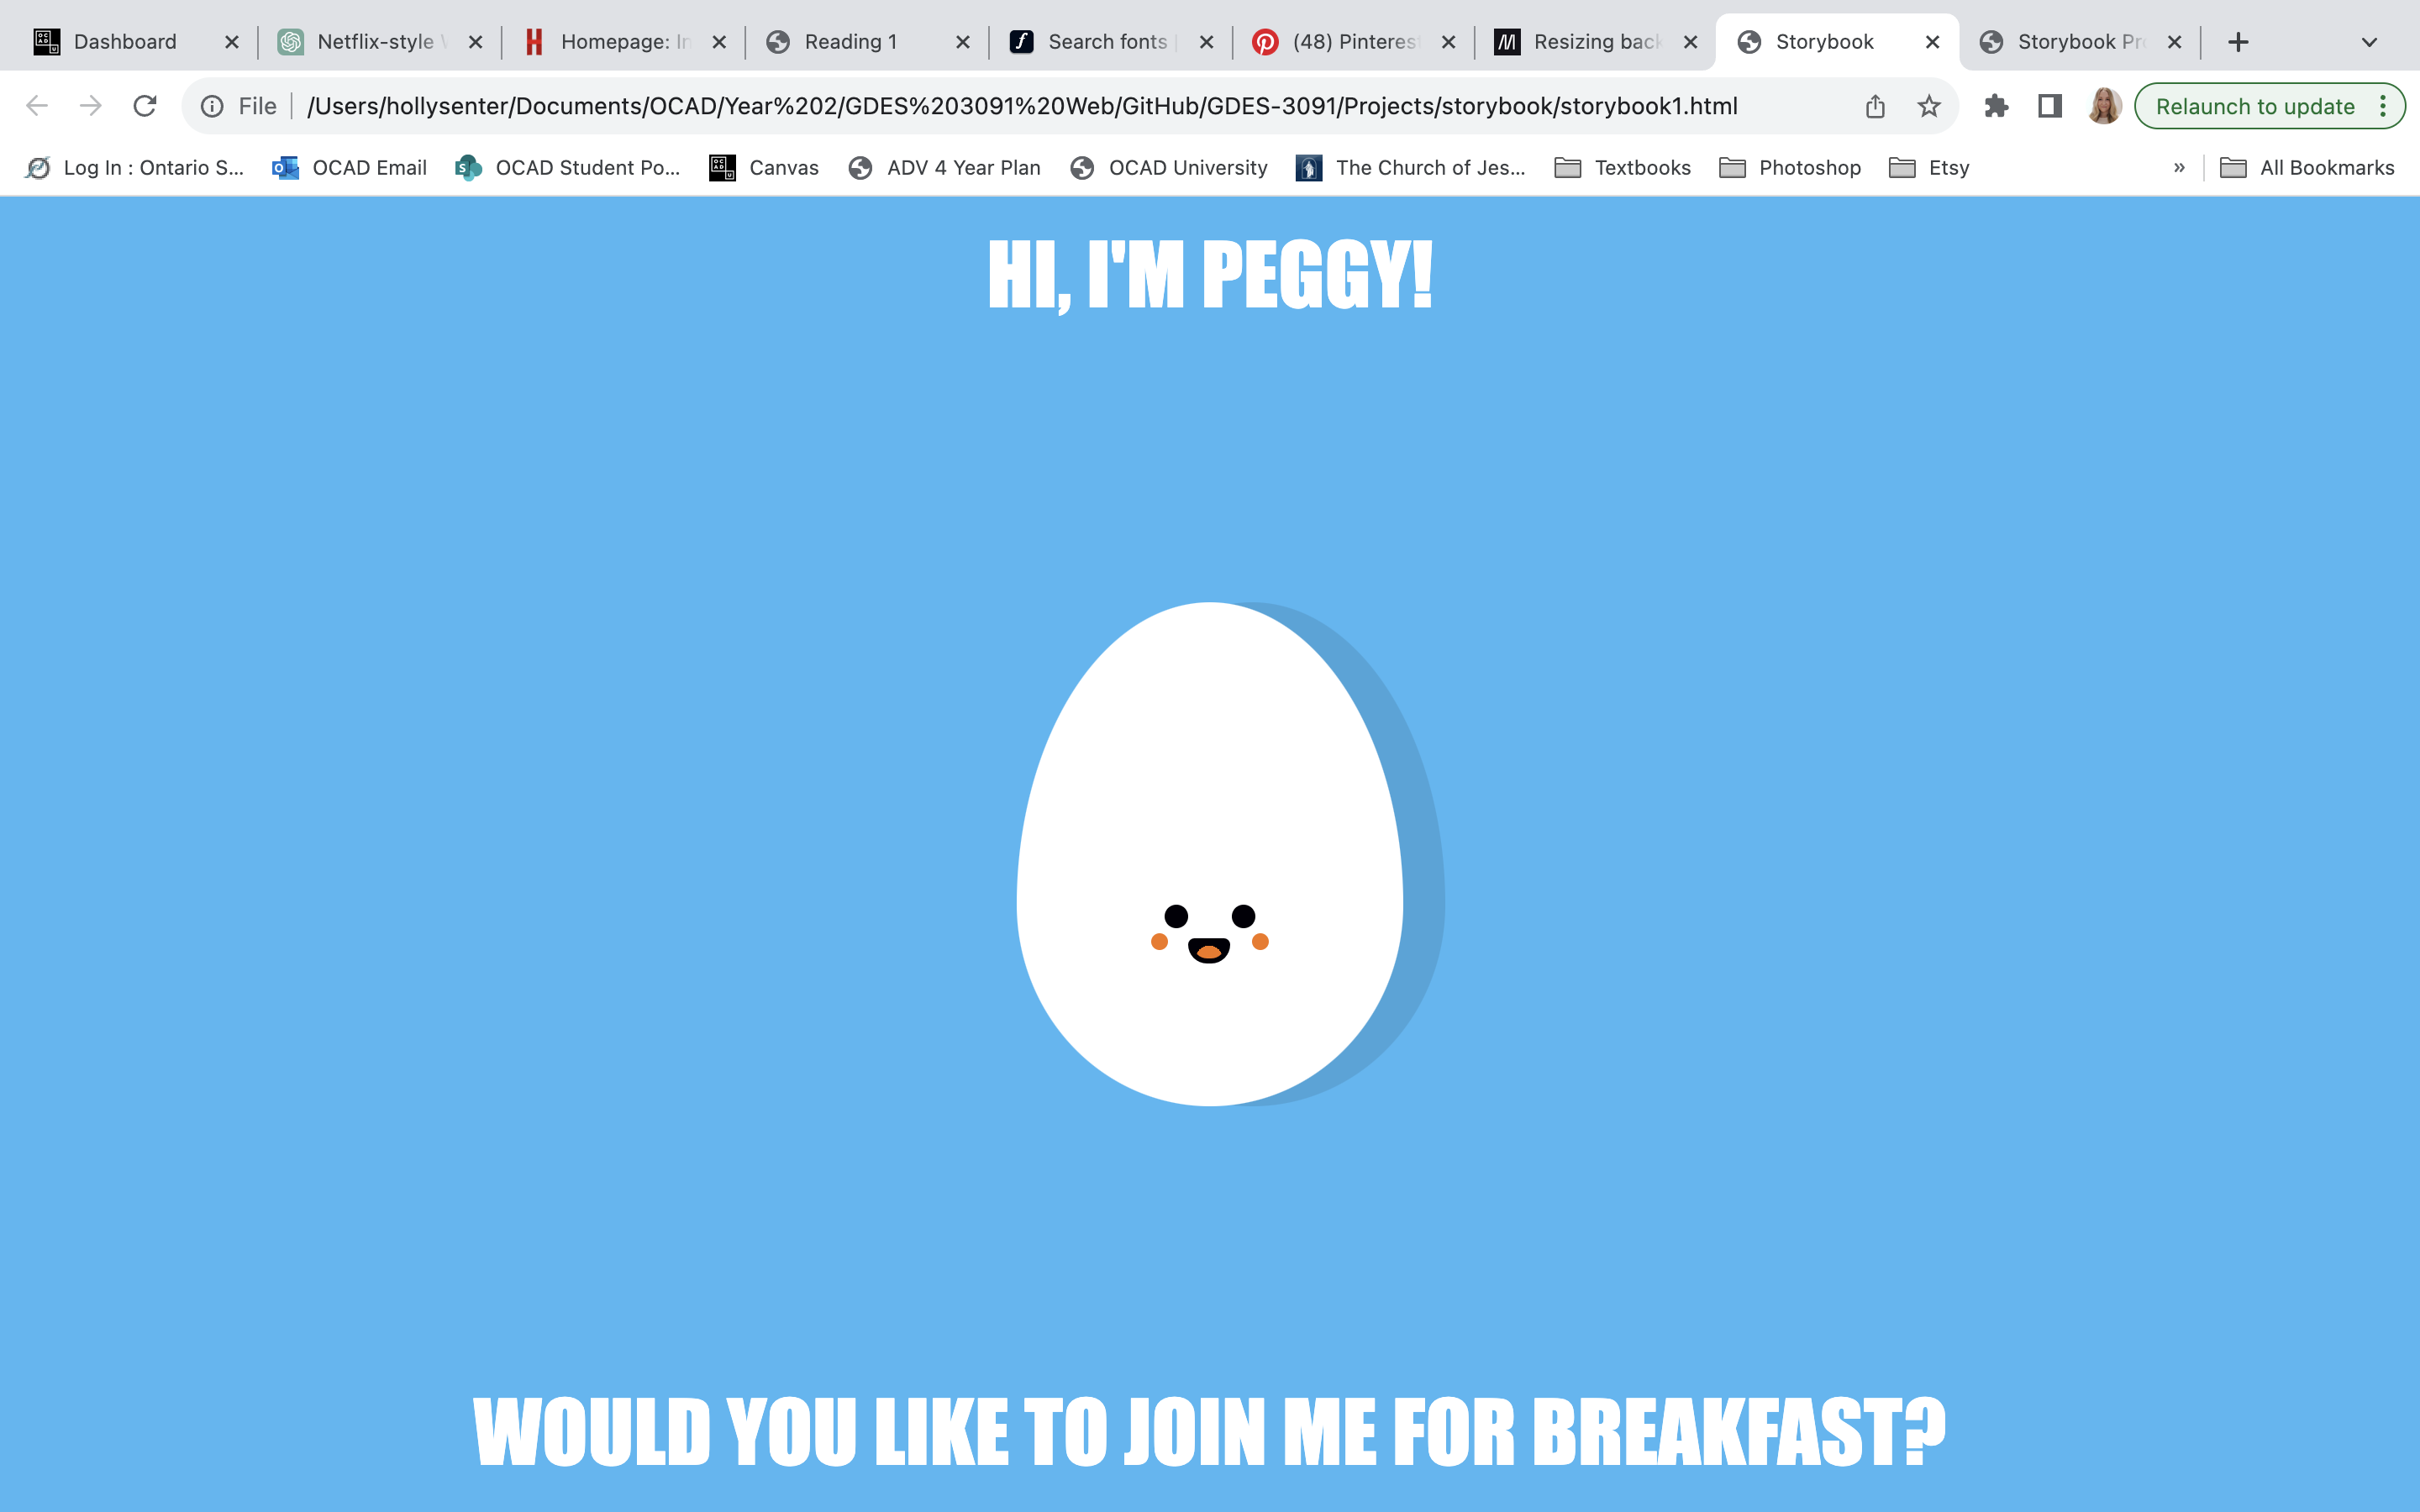 Dashboard
Netflix-style
Homepage: In
Reading 1
Search fonts
(48) Pinterest
Resizing back
Storybook
Storybook Pro
File
/Users/hollysenter/Documents/OCAD/Year%202/GDES%203091%20Web/GitHub/GDES-3091/Projects/storybook/storybook1.html
Relaunch to update
Log In : Ontario S...
OCAD Email
OCAD Student Po...
Canvas
ADV 4 Year Plan
OCAD University
The Church of Jes...
Textbooks
Photoshop
Etsy
»
All Bookmarks
HI, I'M PEGGY!
WOULD YOU LIKE TO JOIN ME FOR BREAKFAST?